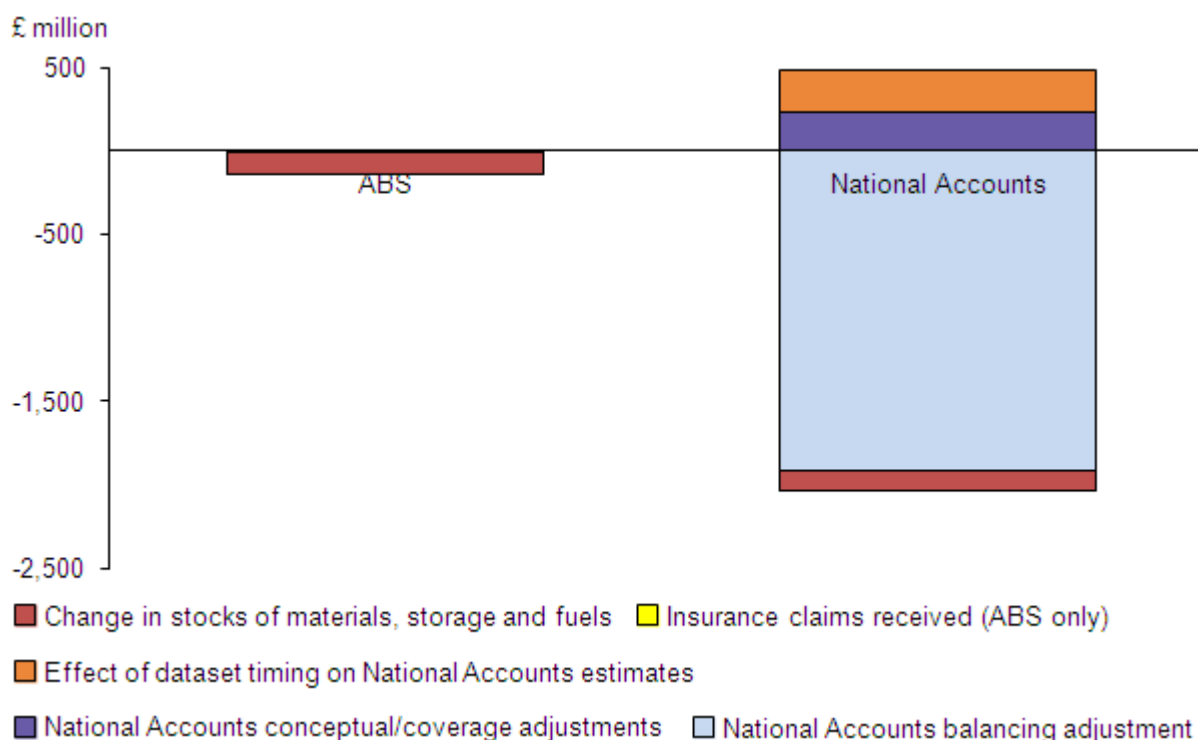 £ million
500
ABS
National Accounts
-500
-1,500
-2,500
Change in stocks of materials, storage and fuels Insurance claims received (ABS only)
Effect of dataset timing on National Accounts estimates
National Accounts conceptual/coverage adjustments National Accounts balancing adjustment